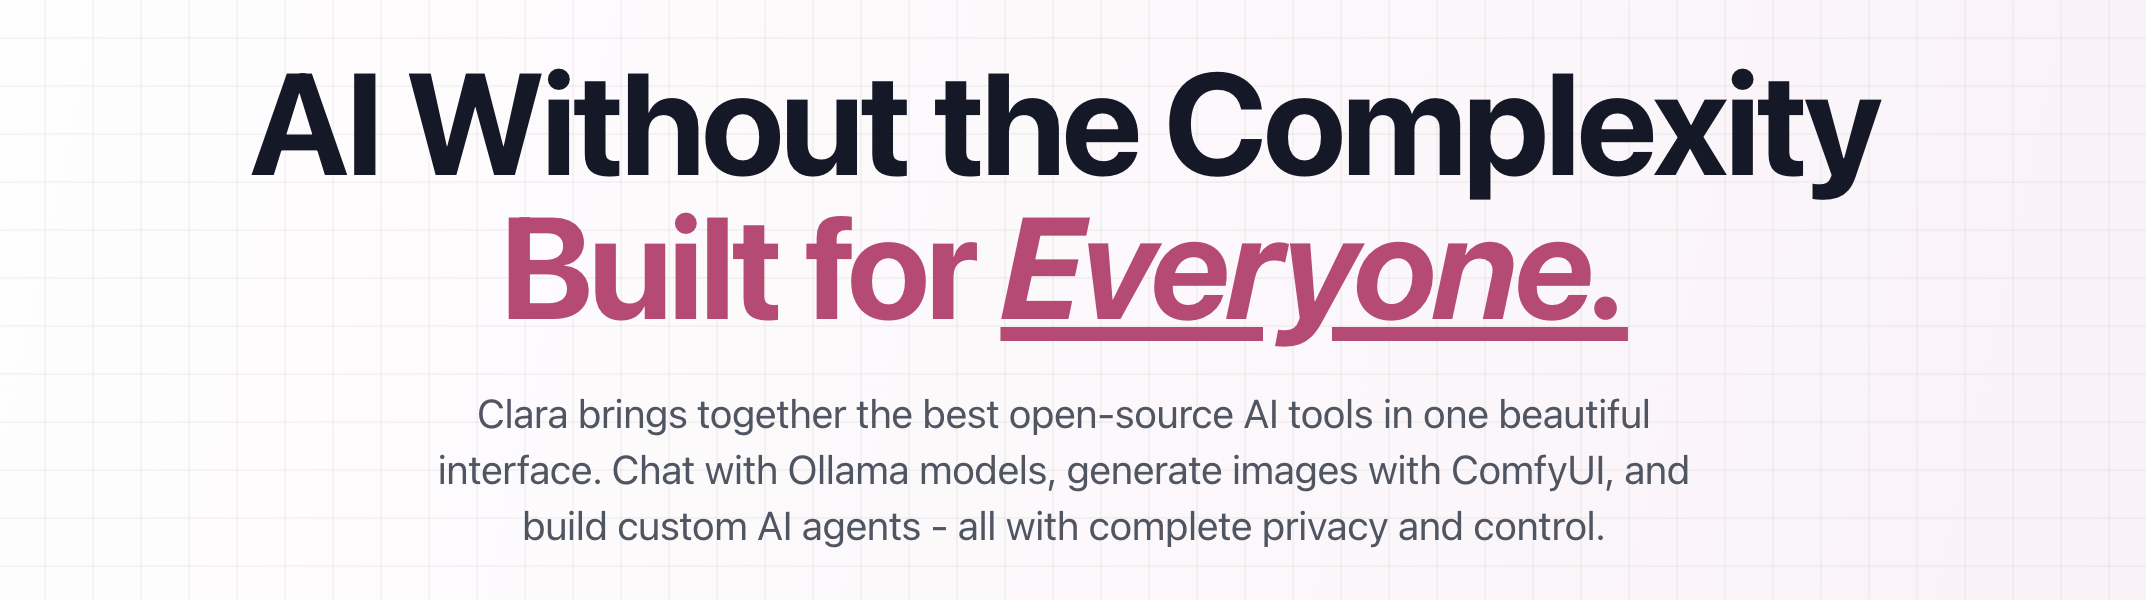 AI Without the Complexity
Built for Everyone.
Clara brings together the best open-source AI tools in one beautiful
interface. Chat with Ollama models, generate images with ComfyUI, and
build custom AI agents - all with complete privacy and control.